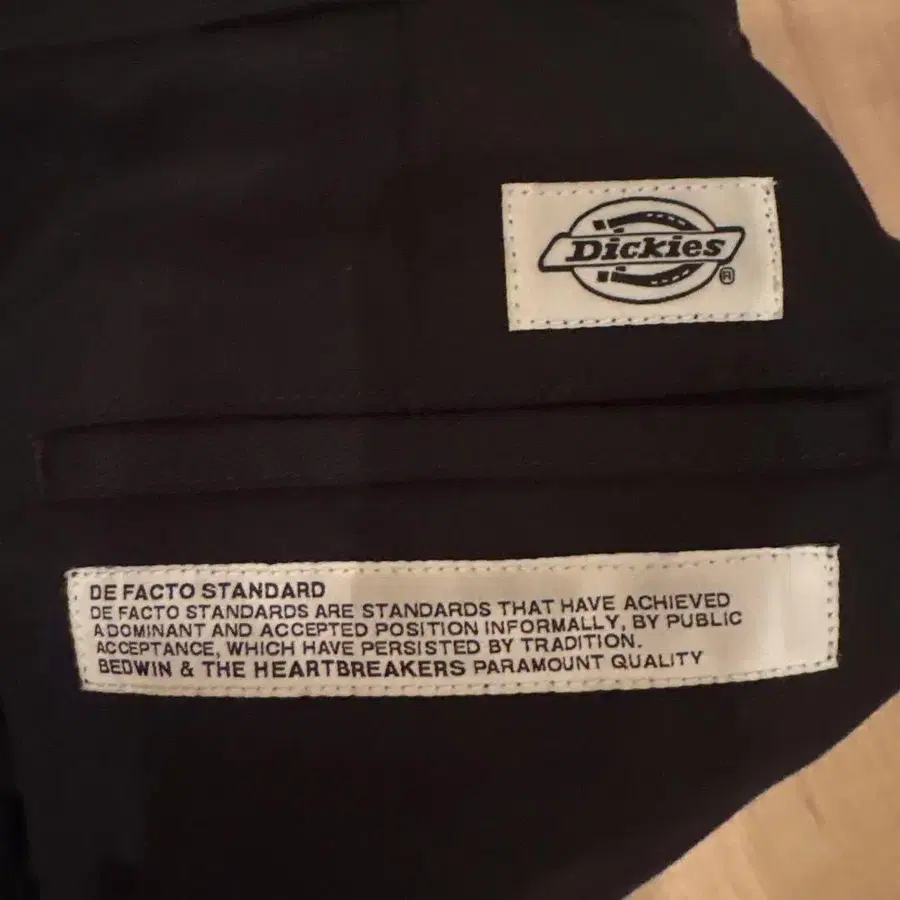 Dickies®
DE FACTO STANDARD
DE FACTO STANDARDS ARE STANDARDS THAT HAVE ACHIEVED
A DOMINANT AND ACCEPTED POSITION INFORMALLY, BY PUBLIC
ACCEPTANCE, WHICH HAVE PERSISTED BY TRADITION.
BEDWIN & THE HEARTBREAKERS PARAMOUNT QUALITY